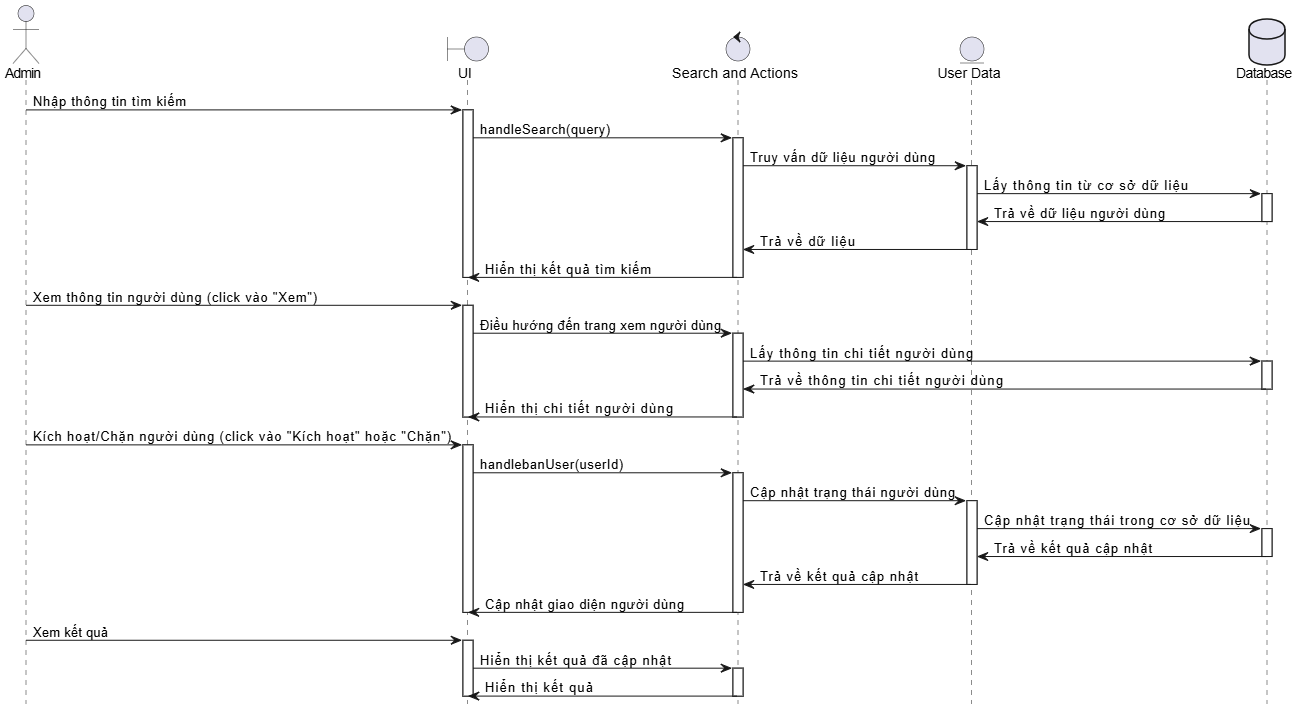 Admin
UI
Search and Actions
User Data
Database
Nhập thông tin tìm kiếm
handleSearch(query)
Truy vấn dữ liệu người dùng
Lấy thông tin từ cơ sở dữ liệu
Trả về dữ liệu người dùng
Trả về dữ liệu
Hiển thị kết quả tìm kiếm
Xem thông tin người dùng (click vào "Xem")
Điều hướng đến trang xem người dùng
Lấy thông tin chi tiết người dùng
Trả về thông tin chi tiết người dùng
Hiển thị chi tiết người dùng
Kích hoạt/Chặn người dùng (click vào "Kích hoạt" hoặc "Chặn")
handlebanUser(userId)
Cập nhật trạng thái người dùng
Cập nhật trạng thái trong cơ sở dữ liệu
Trả về kết quả cập nhật
Trả về kết quả cập nhật
Cập nhật giao diện người dùng
Xem kết quả
Hiển thị kết quả đã cập nhật
Hiển thị kết quả